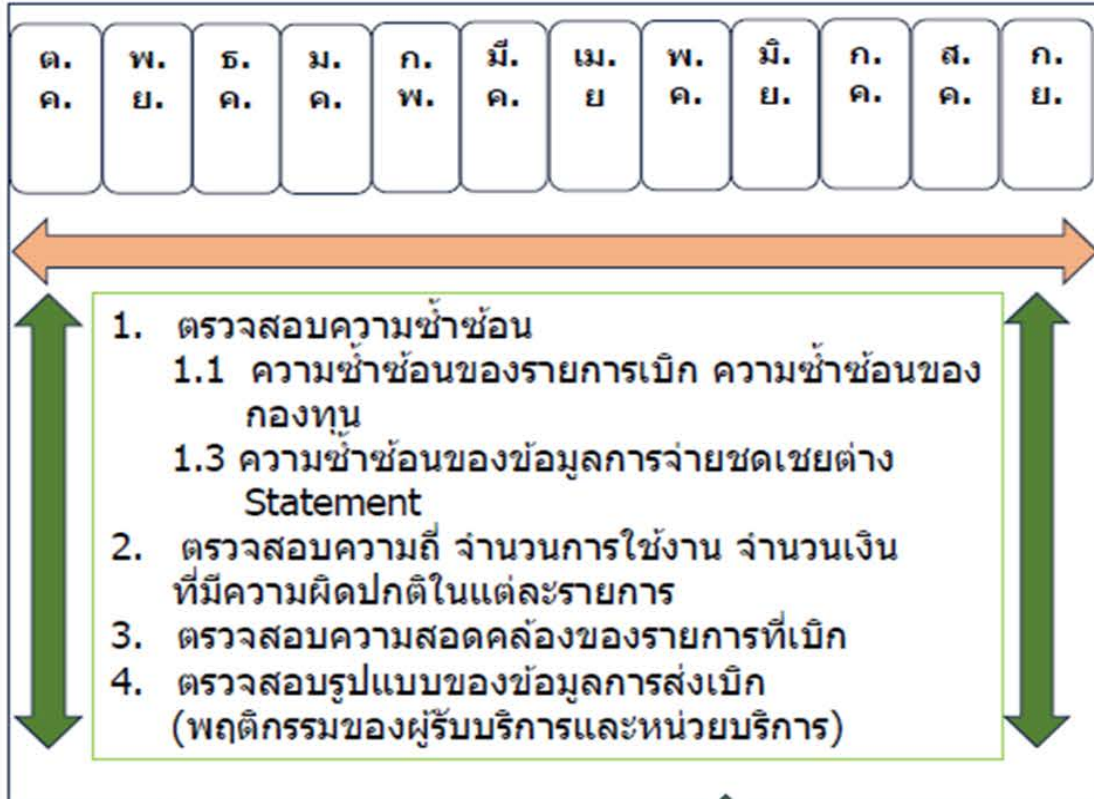 ต.ค. พ.ย. ธ.ค. ม.ค. ก.พ. มี.ค. เม.ย พ.ค. มิ.ย. ก.ค. ส.ค. ก.ย.
1. ตรวจสอบความซ้ำซ้อน
1.1 ความซ้ำซ้อนของรายการเบิก ความซ้ำซ้อนของ
กองทุน
1.3 ความซ้ำซ้อนของข้อมูลการจ่ายชดเชยต่าง
Statement
2. ตรวจสอบความถี่ จำนวนการใช้งาน จำนวนเงิน
ที่มีความผิดปกติในแต่ละรายการ
3. ตรวจสอบความสอดคล้องของรายการที่เบิก
4. ตรวจสอบรูปแบบของข้อมูลการส่งเบิก
(พฤติกรรมของผู้รับบริการและหน่วยบริการ)